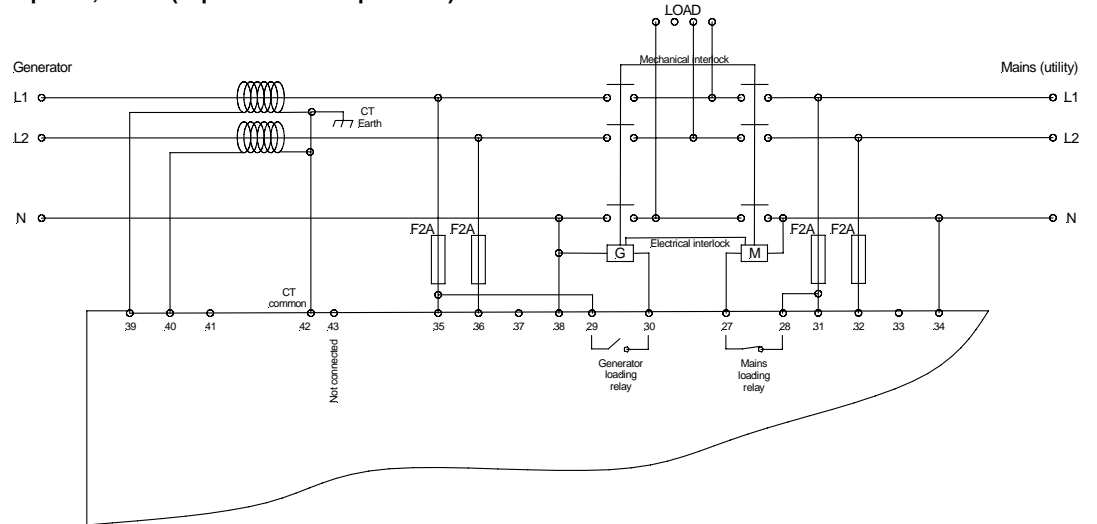 LOAD
Mechanical interlock
Generator
Mains (utility)
L1
L1
CT
Earth
L2
L2
N
N
F2A
F2A
F2A
F2A
Electrical interlock
G
M
CT
common
39
40
41
42
43
35
36
37
38
29
30
27
28
31
32
33
34
Not connected
Generator
loading
relay
Mains
loading
relay